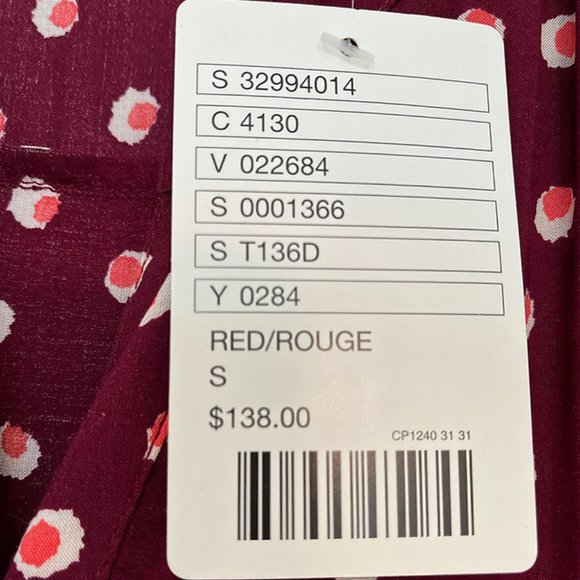 S 32994014
C 4130
V 022684
S 0001366
S T136D
Y 0284
RED/ROUGE
S
$138.00
CP1240 31 31